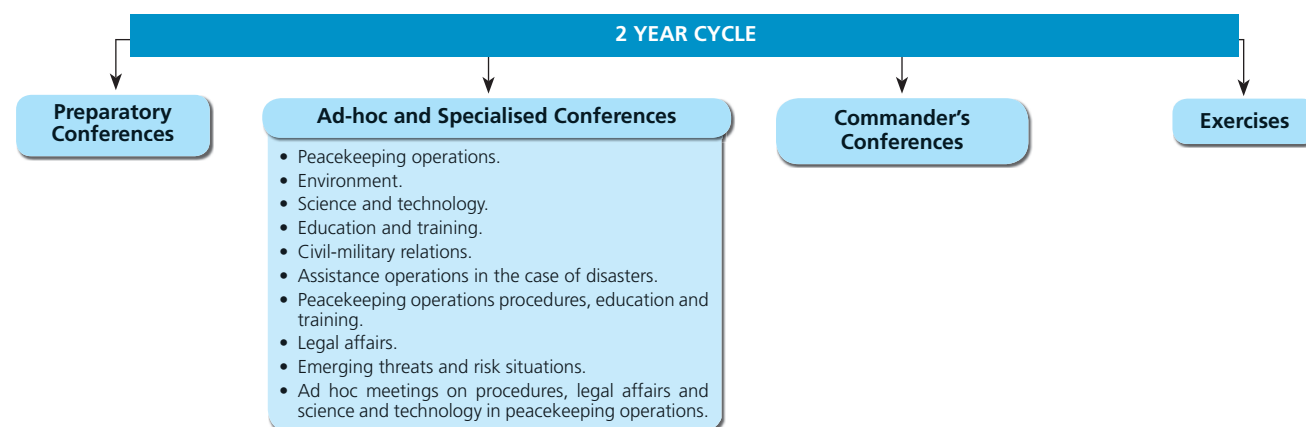 2 YEAR CYCLE
Preparatory
Conferences
Ad-hoc and Specialised Conferences
• Peacekeeping operations.
• Environment.
• Science and technology.
• Education and training.
• Civil-military relations.
• Assistance operations in the case of disasters.
• Peacekeeping operations procedures, education and
training.
• Legal affairs.
• Emerging threats and risk situations.
• Ad hoc meetings on procedures, legal affairs and
science and technology in peacekeeping operations.
Commander's
Conferences
Exercises